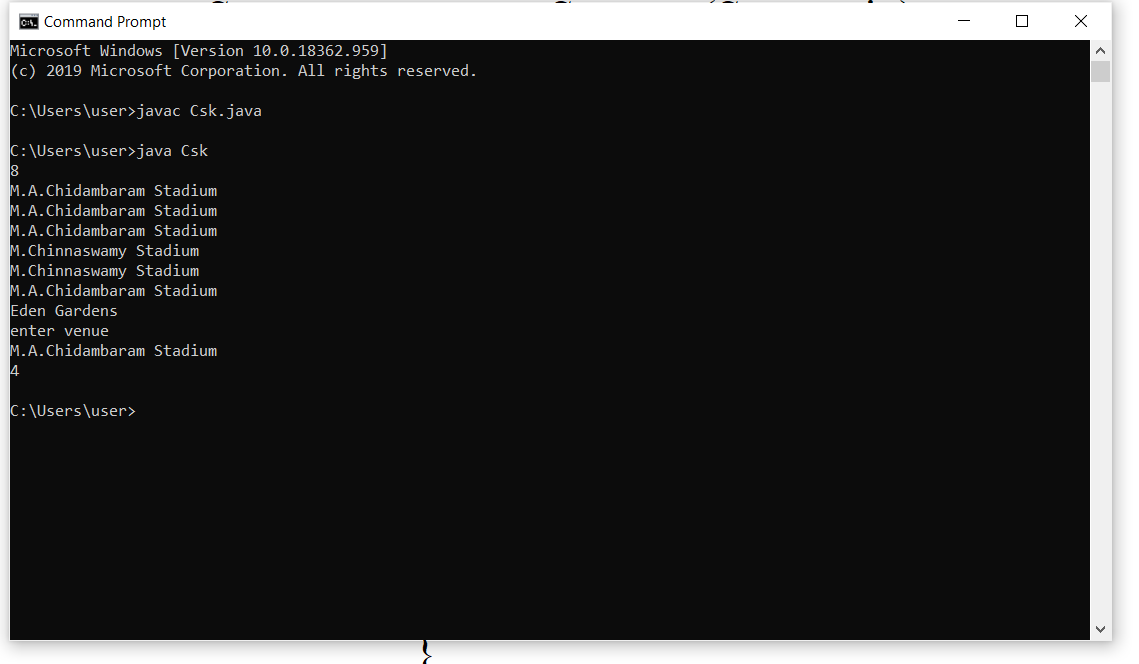 Command Prompt
Microsoft Windows [Version 10.0.18362.959]
(c) 2019 Microsoft Corporation. All rights reserved.
C:\Users\user>javac Csk.java
C:\Users\user>java Csk
8
M.A.Chidambaram Stadium
M.A.Chidambaram Stadium
M.A.Chidambaram Stadium
M.Chinnaswamy Stadium
M.Chinnaswamy Stadium
M.A.Chidambaram Stadium
Eden Gardens
enter venue
M.A.Chidambaram Stadium
4
C:\Users\user>
}